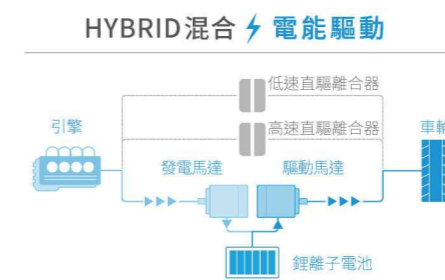 HYBRID混合 電能驅動
低速直驅離合器
引擎
高速直驅離合器
車輪
發電馬達
驅動馬達
鋰離子電池